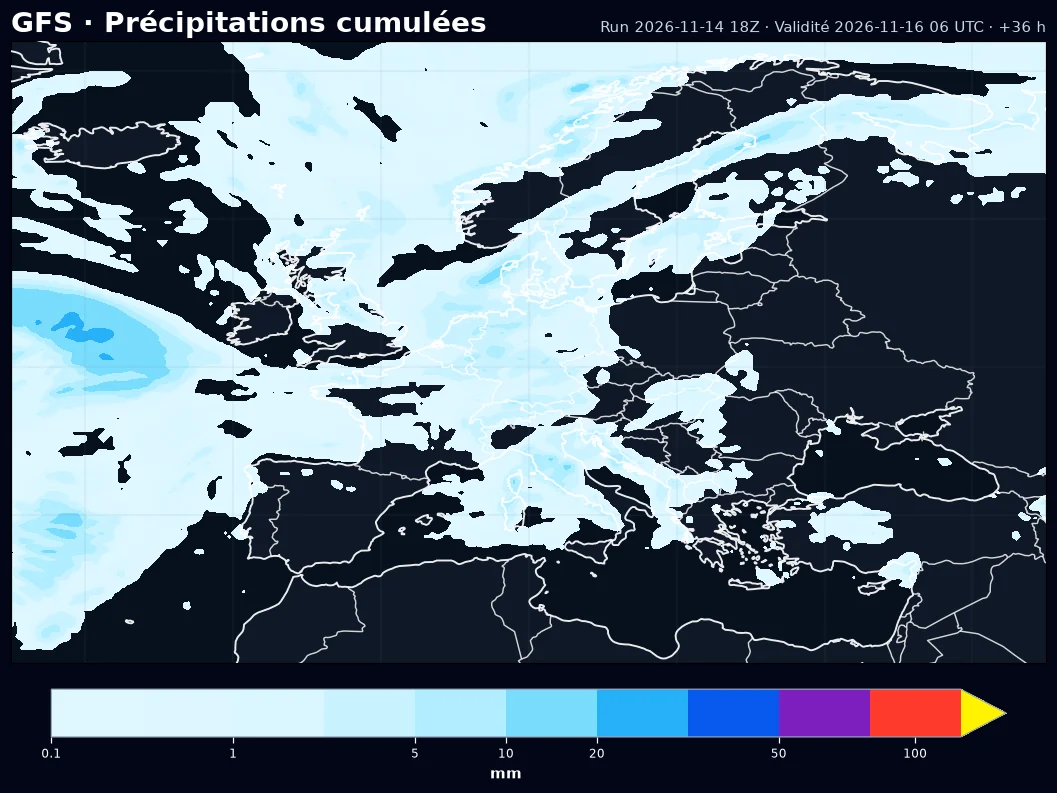 GFS · Précipitations cumulées
Run 2026-11-14 18Z · Validité 2026-11-16 06 UTC · +36 h
0.1 1 5 10 20 50 100
mm